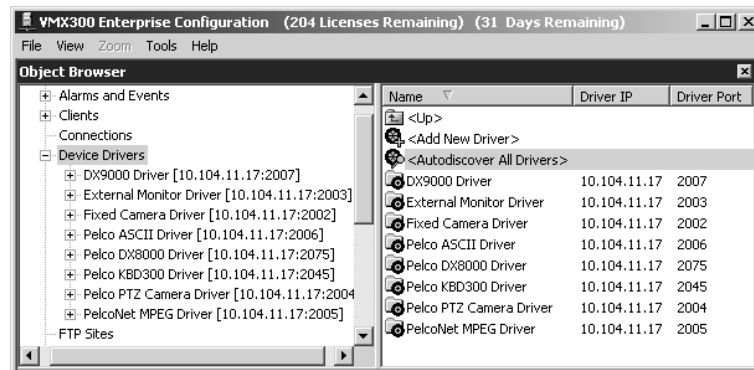 VMX300 Enterprise Configuration (204 Licenses Remaining) (31 Days Remaining)
File View Zoom Tools Help
Object Browser
Alarms and Events
Clients
Connections
Device Drivers
DX9000 Driver [10.104.11.17:2007]
External Monitor Driver [10.104.11.17:2003]
Fixed Camera Driver [10.104.11.17:2002]
Pelco ASCII Driver [10.104.11.17:2006]
Pelco DX8000 Driver [10.104.11.17:2075]
Pelco KBD300 Driver [10.104.11.17:2045]
Pelco PTZ Camera Driver [10.104.11.17:2004
PelcoNet MPEG Driver [10.104.11.17:2005]
FTP Sites
Name Driver IP Driver Port
<Up>
<Add New Driver>
<Autodiscover All Drivers>
DX9000 Driver 10.104.11.17 2007
External Monitor Driver 10.104.11.17 2003
Fixed Camera Driver 10.104.11.17 2002
Pelco ASCII Driver 10.104.11.17 2006
Pelco DX8000 Driver 10.104.11.17 2075
Pelco KBD300 Driver 10.104.11.17 2045
Pelco PTZ Camera Driver 10.104.11.17 2004
PelcoNet MPEG Driver 10.104.11.17 2005